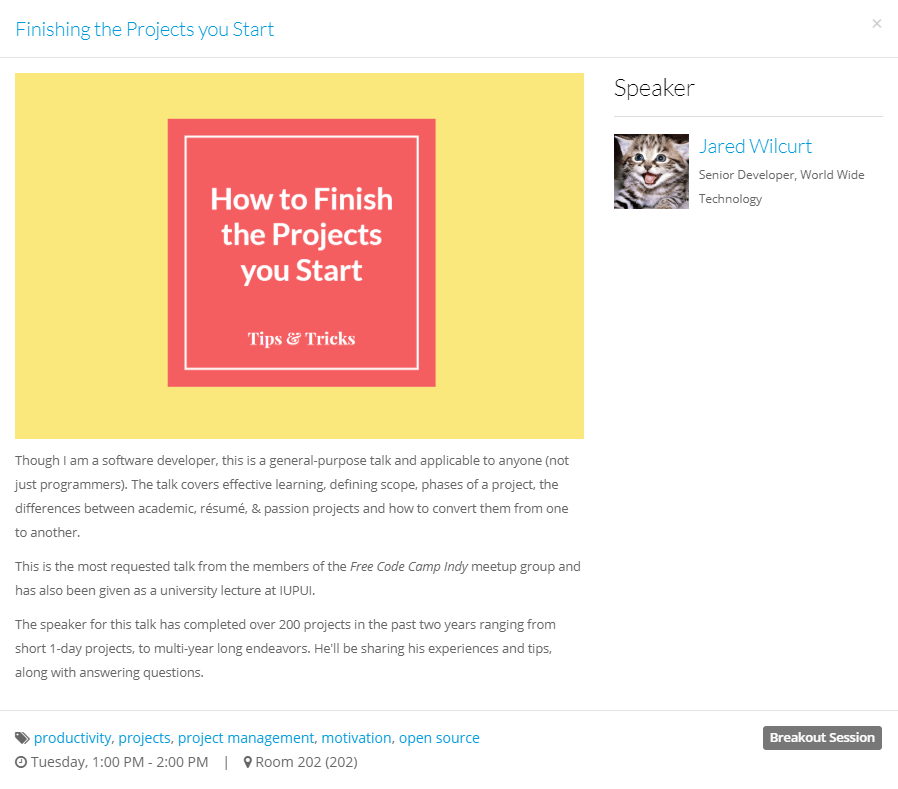 Finishing the Projects you Start
×
How to Finish
the Projects
you Start
Tips & Tricks
Speaker
Jared Wilcurt
Senior Developer, World Wide
Technology
Though I am a software developer, this is a general-purpose talk and applicable to anyone (not
just programmers). The talk covers effective learning, defining scope, phases of a project, the
differences between academic, résumé, & passion projects and how to convert them from one
to another.
This is the most requested talk from the members of the Free Code Camp Indy meetup group and
has also been given as a university lecture at IUPUI.
The speaker for this talk has completed over 200 projects in the past two years ranging from
short 1-day projects, to multi-year long endeavors. He'll be sharing his experiences and tips,
along with answering questions.
productivity, projects, project management, motivation, open source
Breakout Session
Tuesday, 1:00 PM - 2:00 PM | Room 202 (202)